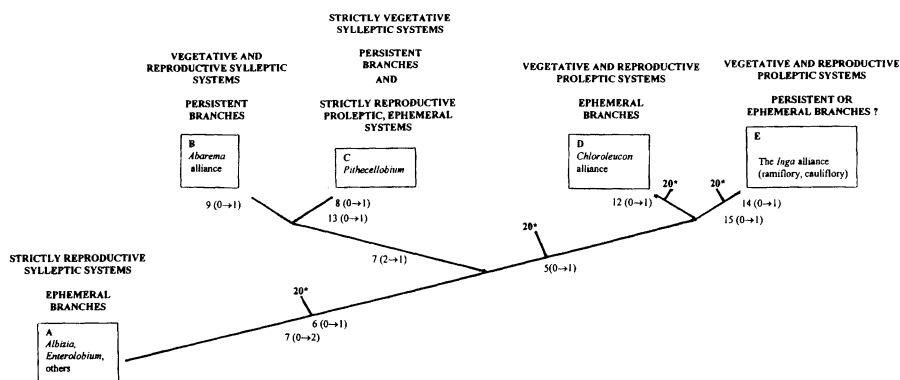 STRICTLY VEGETATIVE
SYLLEPTIC SYSTEMS
PERSISTENT
BRANCHES
AND
STRICTLY REPRODUCTIVE
PROLEPTIC, EPHEMERAL
SYSTEMS
VEGETATIVE AND
REPRODUCTIVE SYLLEPTIC
SYSTEMS
PERSISTENT
BRANCHES
VEGETATIVE AND REPRODUCTIVE
PROLEPTIC SYSTEMS
EPHEMERAL
BRANCHES
VEGETATIVE AND REPRODUCTIVE
PROLEPTIC SYSTEMS
PERSISTENT OR
EPHEMERAL BRANCHES ?
B
Abarema
alliance
C
Pithecellobium
D
Chloroleucon
alliance
E
The Inga alliance
(ramiflory, cauliflory)
9 (0→1)
8 (0→1)
13 (0→1)
12 (0→1)
20*
20*
14 (0→1)
15 (0→1)
7 (2→1)
20*
5(0→1)
STRICTLY REPRODUCTIVE
SYLLEPTIC SYSTEMS
EPHEMERAL
BRANCHES
A
Albizia,
Enterolobium,
others
20*
6 (0→1)
7 (0→2)